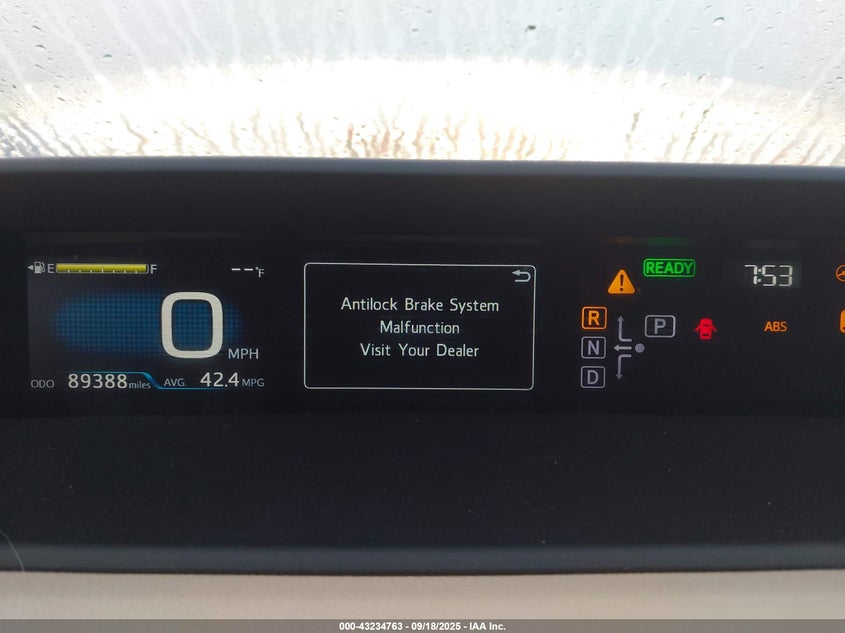 E F
--°F
0 MPH
ODO 89388 miles AVG. 42.4 MPG
Antilock Brake System
Malfunction
Visit Your Dealer
READY
7:53
R
P
N
D
ABS
000-43234763 - 09/18/2025 - IAA Inc.